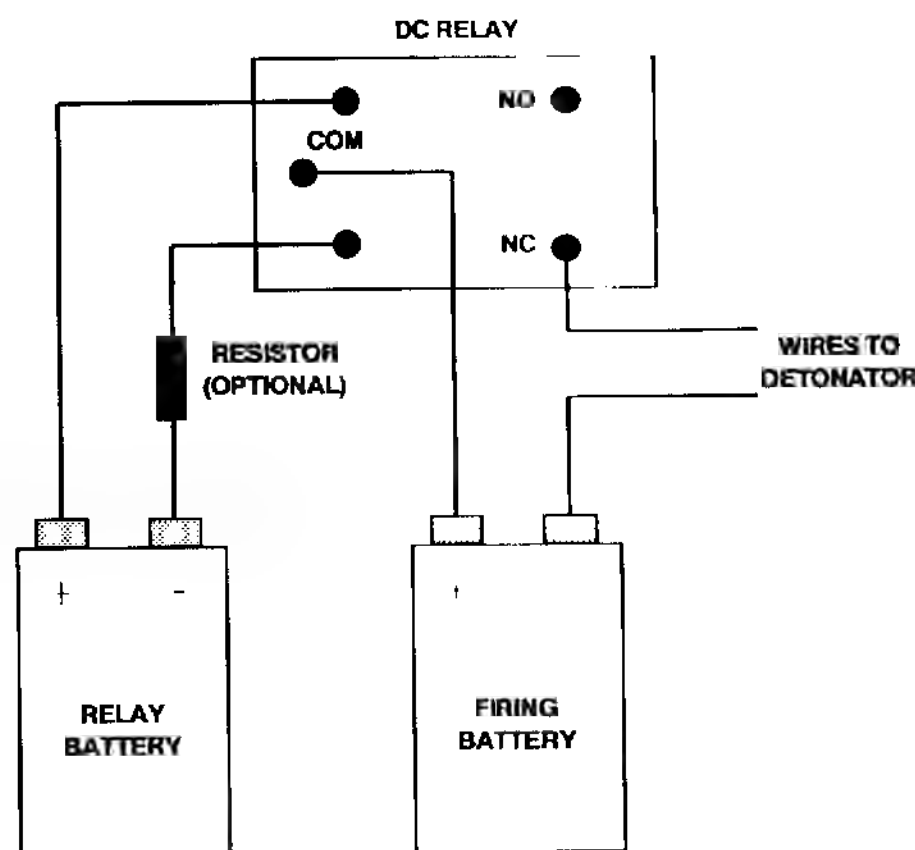 DC RELAY
NO
COM
NC
RESISTOR
(OPTIONAL)
WIRES TO
DETONATOR
+ -
RELAY
BATTERY
FIRING
BATTERY